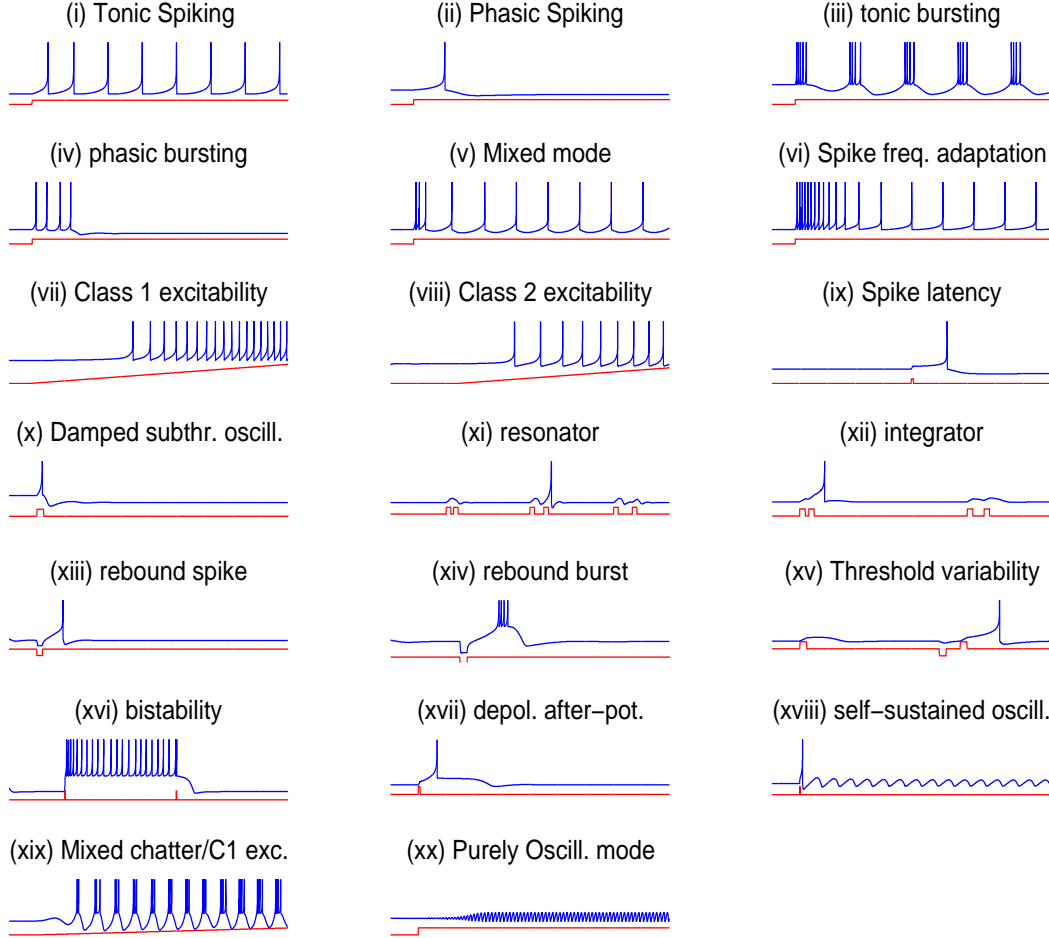 (i) Tonic Spiking
(ii) Phasic Spiking
(iii) tonic bursting
(iv) phasic bursting
(v) Mixed mode
(vi) Spike freq. adaptation
(vii) Class 1 excitability
(viii) Class 2 excitability
(ix) Spike latency
(x) Damped subthr. oscill.
(xi) resonator
(xii) integrator
(xiii) rebound spike
(xiv) rebound burst
(xv) Threshold variability
(xvi) bistability
(xvii) depol. after−pot.
(xviii) self−sustained oscill.
(xix) Mixed chatter/C1 exc.
(xx) Purely Oscill. mode